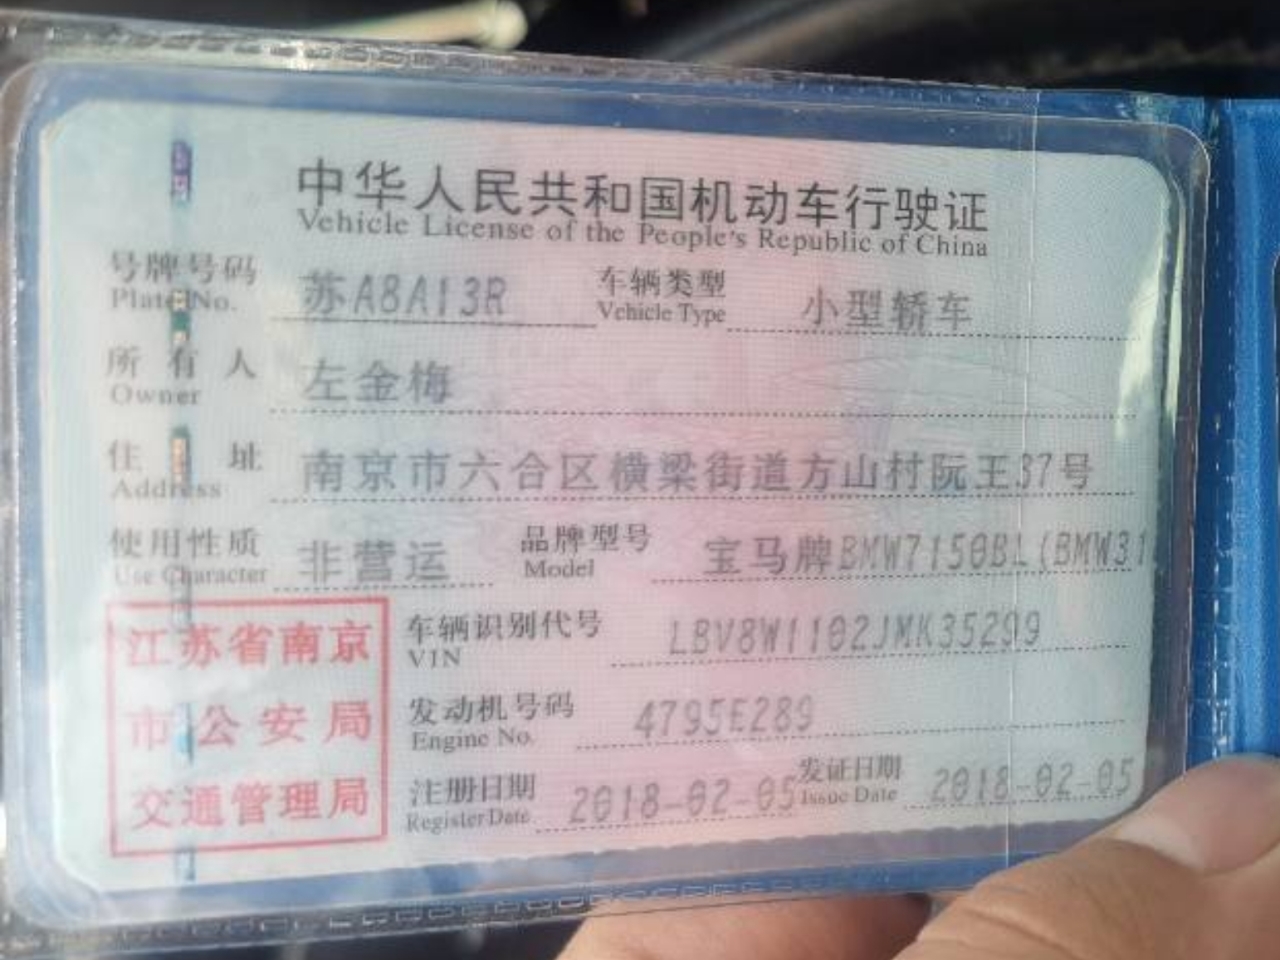 中华人民共和国机动车行驶证
Vehicle License of the People's Republic of China
号牌号码 苏A8A13R 车辆类型 小型轿车
Plate No. Vehicle Type
所有人 左金梅
Owner
住址 南京市六合区横梁街道方山村阮王37号
Address
使用性质 非营运 品牌型号 宝马牌BMW7150BL(BMW31
Use Character Model
江苏省南京
市公安局
交通管理局
车辆识别代号 LBV8W1102JMK35299
VIN
发动机号码 4795E289
Engine No.
注册日期 2018-02-05 发证日期 2018-02-05
Register Date Issue Date